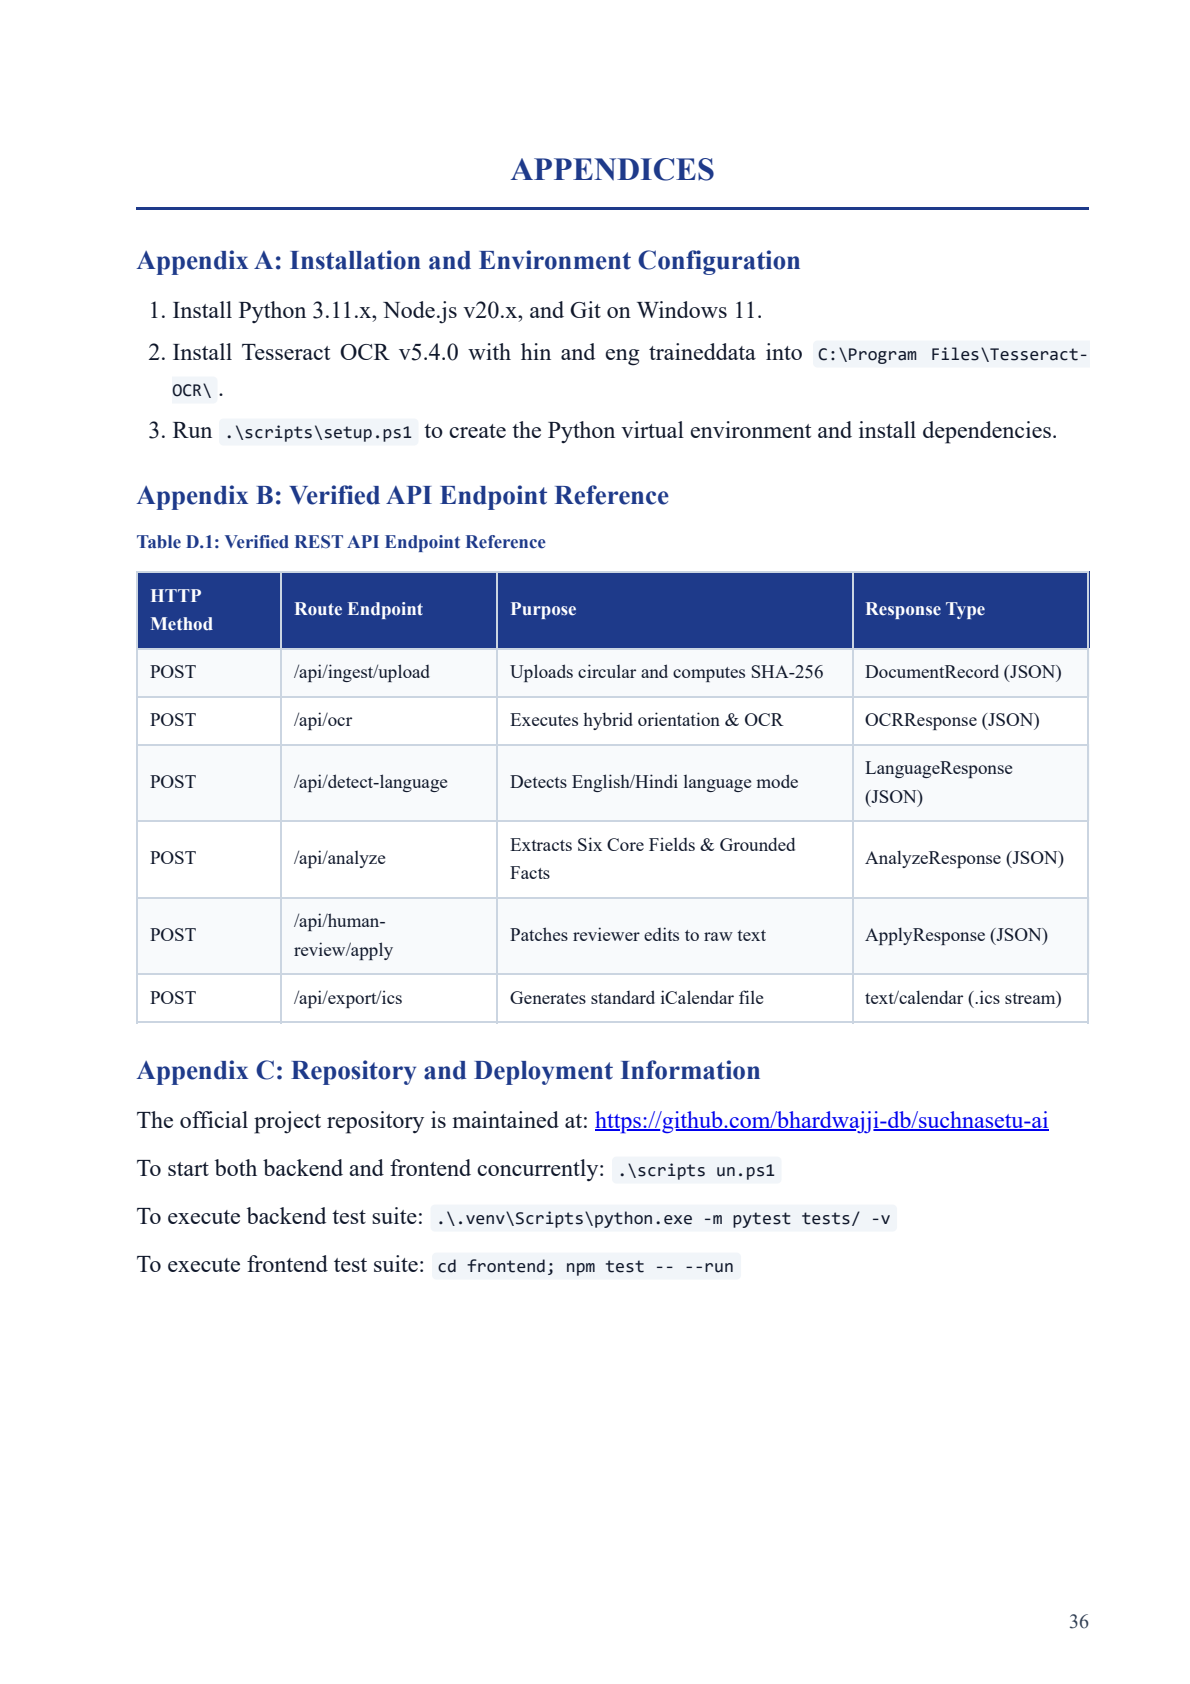 APPENDICES
Appendix A: Installation and Environment Configuration
1. Install Python 3.11.x, Node.js v20.x, and Git on Windows 11.
2. Install Tesseract OCR v5.4.0 with hin and eng traineddata into C:\Program Files\Tesseract-
OCR\ .
3. Run .\scripts\setup.ps1 to create the Python virtual environment and install dependencies.
Appendix B: Verified API Endpoint Reference
Table D.1: Verified REST API Endpoint Reference
HTTP
Method
Route Endpoint
Purpose
Response Type
POST
/api/ingest/upload
Uploads circular and computes SHA-256
DocumentRecord (JSON)
POST
/api/ocr
Executes hybrid orientation & OCR
OCRResponse (JSON)
POST
/api/detect-language
Detects English/Hindi language mode
LanguageResponse
(JSON)
POST
/api/analyze
Extracts Six Core Fields & Grounded
Facts
AnalyzeResponse (JSON)
POST
/api/human-
review/apply
Patches reviewer edits to raw text
ApplyResponse (JSON)
POST
/api/export/ics
Generates standard iCalendar file
text/calendar (.ics stream)
Appendix C: Repository and Deployment Information
The official project repository is maintained at: https://github.com/bhardwajji-db/suchnasetu-ai
To start both backend and frontend concurrently: .\scripts un.ps1
To execute backend test suite: .\.venv\Scripts\python.exe -m pytest tests/ -v
To execute frontend test suite: cd frontend; npm test -- --run
36